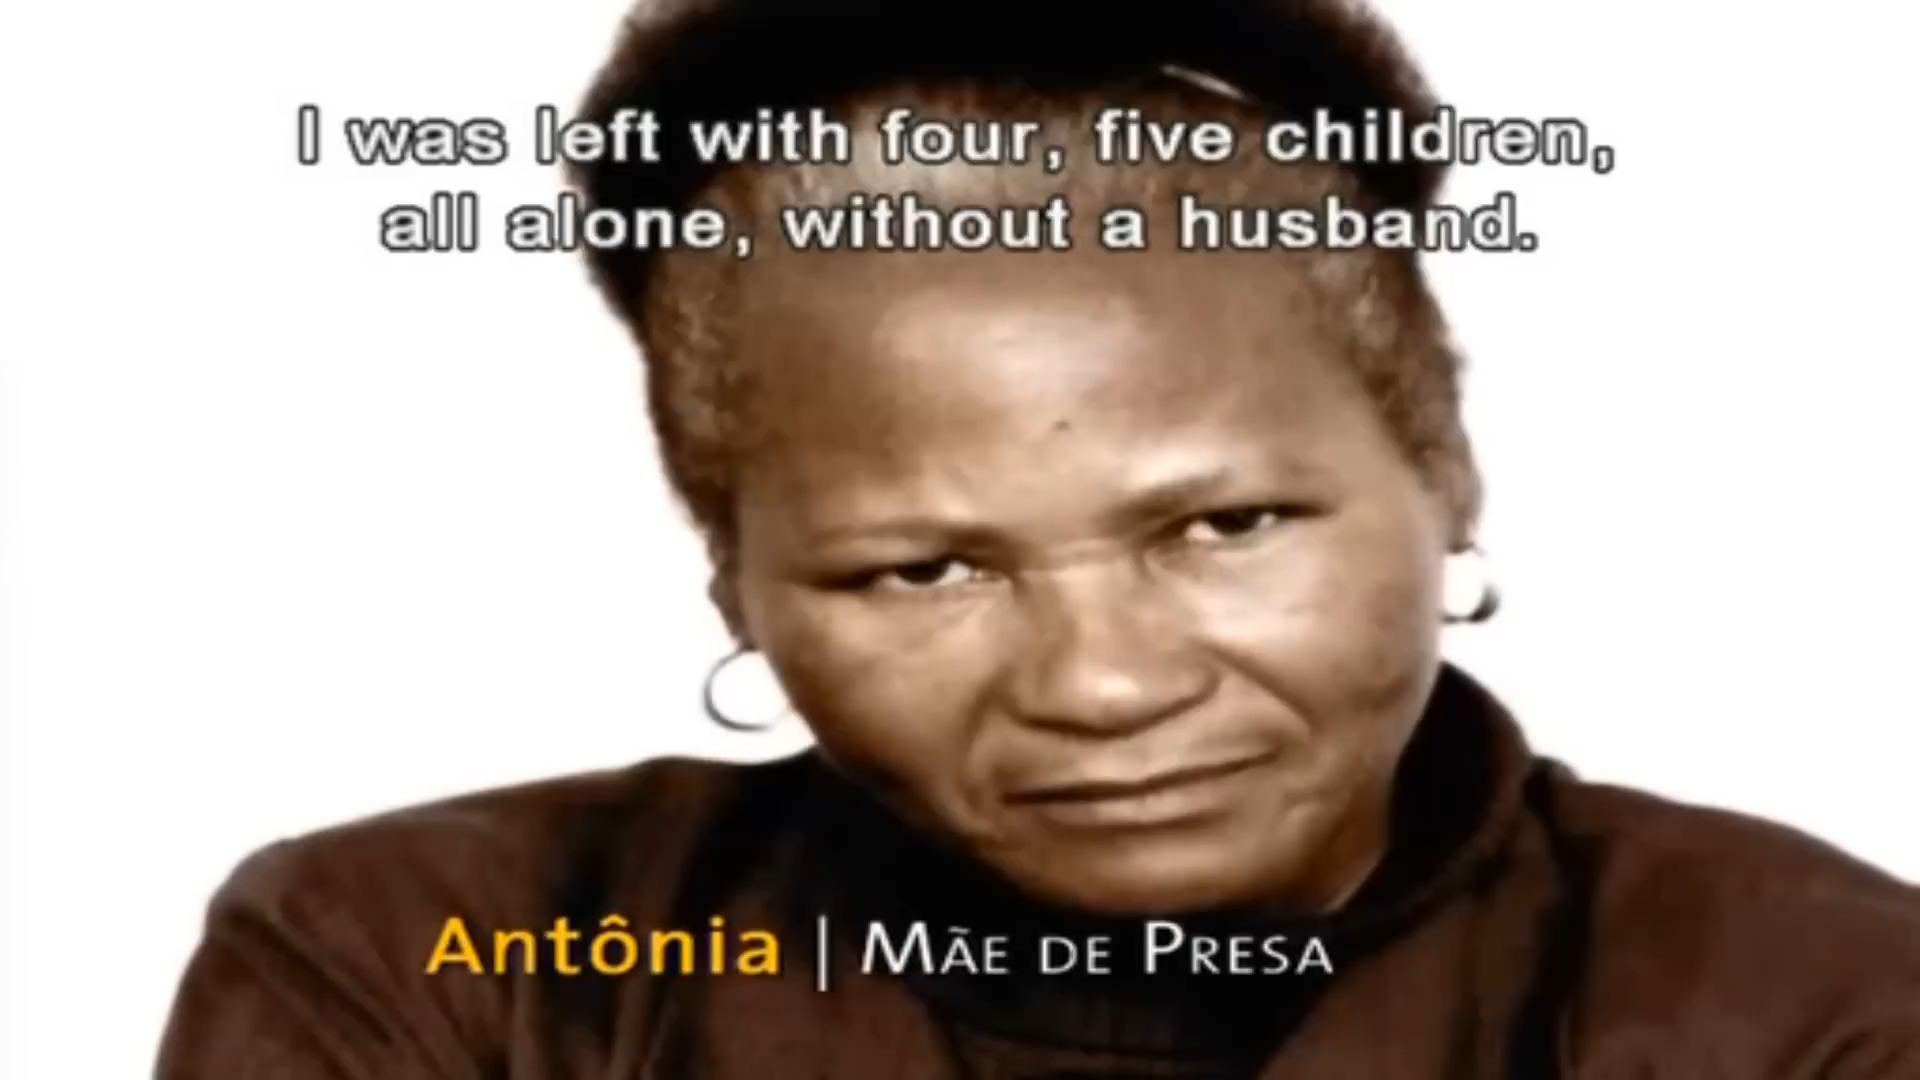 I was left with four, five children,
all alone, without a husband.
Antônia | MÃE DE PRESA